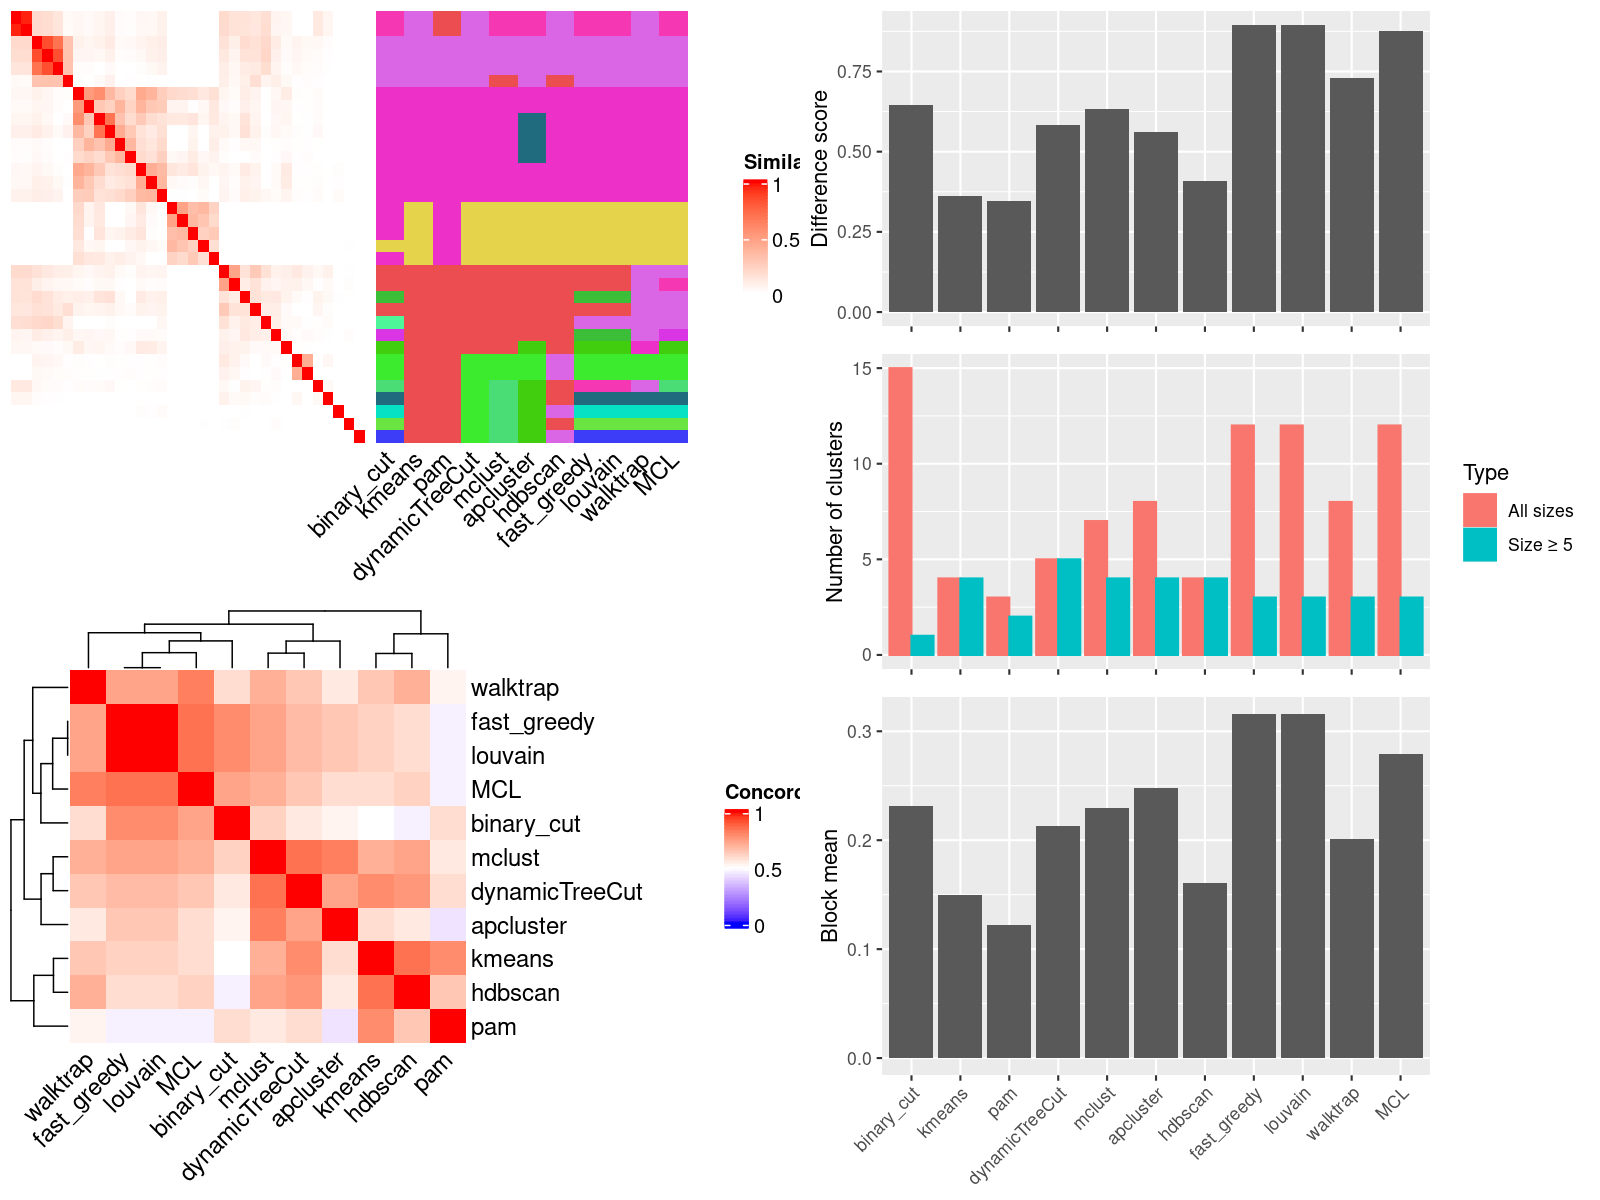 Simila
1
0.5
0
binary_cut
kmeans
pam
dynamicTreeCut
mclust
apcluster
hdbscan
fast_greedy
louvain
walktrap
MCL
walktrap
fast_greedy
louvain
MCL
binary_cut
mclust
dynamicTreeCut
apcluster
kmeans
hdbscan
pam
Concord
1
0.5
0
walktrap
fast_greedy
louvain
MCL
binary_cut
mclust
dynamicTreeCut
apcluster
kmeans
hdbscan
pam
Difference score
0.75
0.50
0.25
0.00
Number of clusters
15
10
5
0
Type
All sizes
Size ≥ 5
Block mean
0.3
0.2
0.1
0.0
binary_cut
kmeans
pam
dynamicTreeCut
mclust
apcluster
hdbscan
fast_greedy
louvain
walktrap
MCL